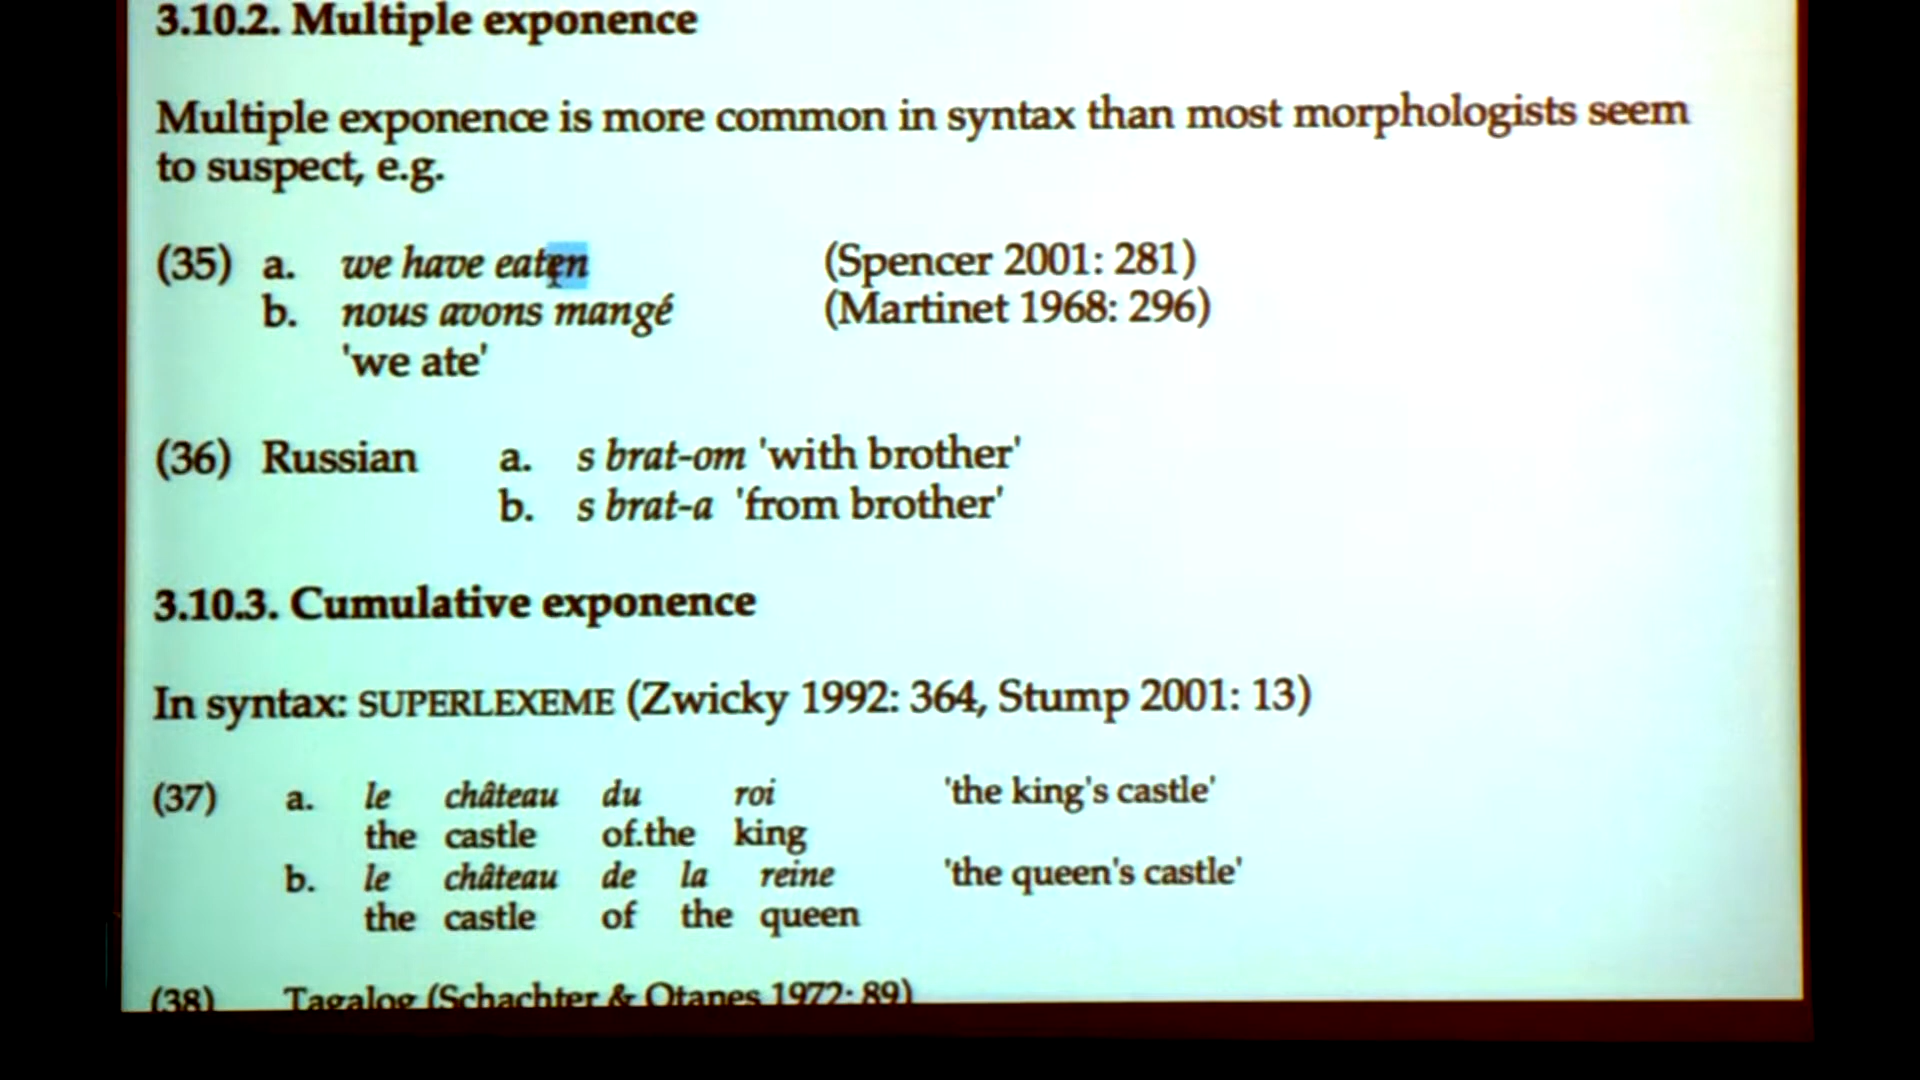 3.10.2. Multiple exponence
Multiple exponence is more common in syntax than most morphologists seem
to suspect, e.g.
(35) a. we have eaten (Spencer 2001: 281)
b. nous avons mangé (Martinet 1968: 296)
'we ate'
(36) Russian a. s brat-om 'with brother'
b. s brat-a 'from brother'
3.10.3. Cumulative exponence
In syntax: SUPERLEXEME (Zwicky 1992: 364, Stump 2001: 13)
(37) a. le château du roi 'the king's castle'
the castle of.the king
b. le château de la reine 'the queen's castle'
the castle of the queen
(38) Tagalog (Schachter & Otanes 1972: 89)